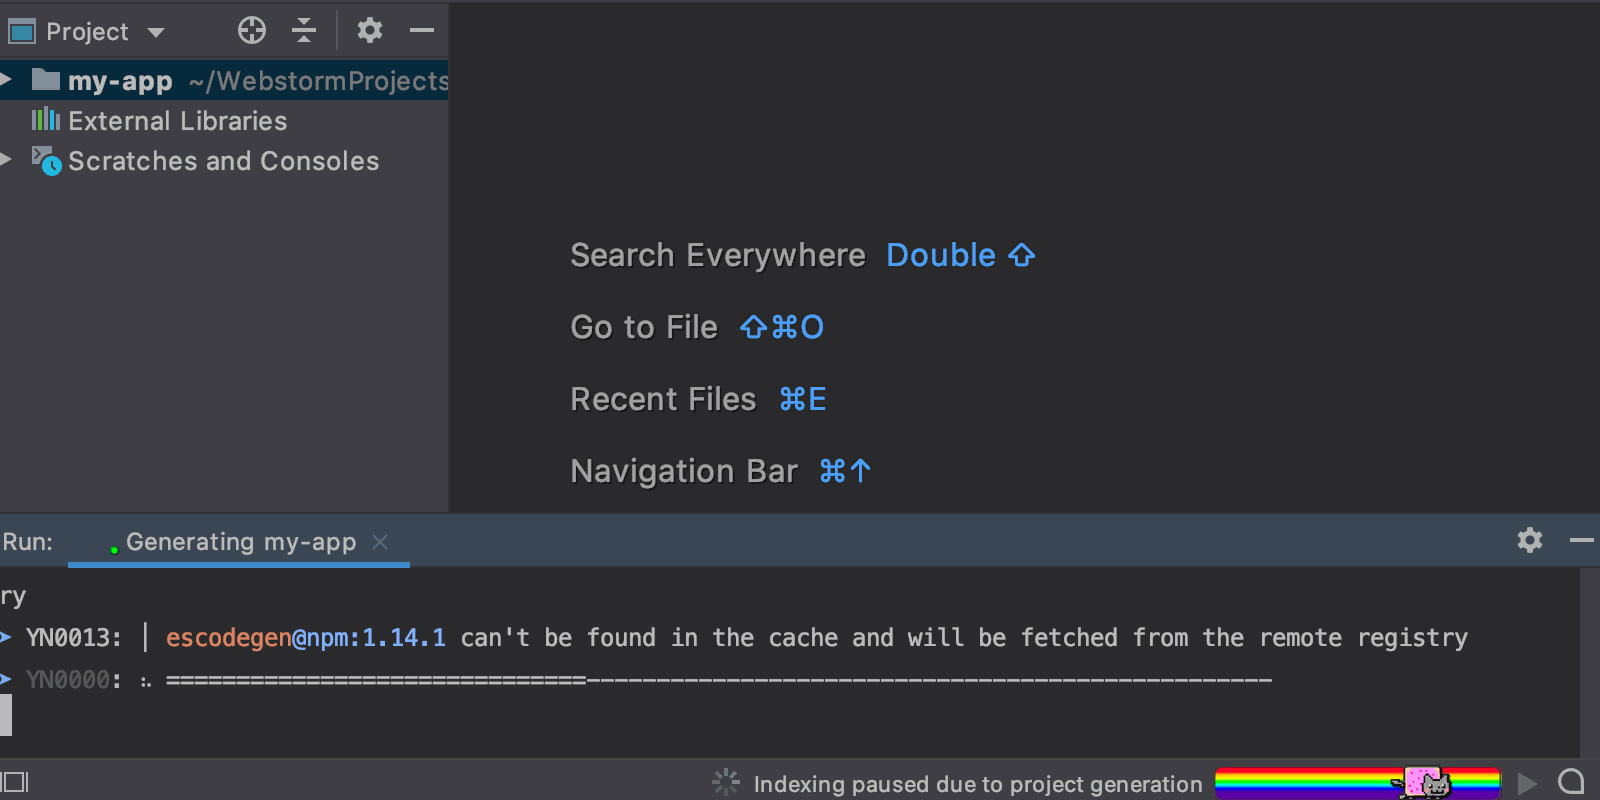 Project
my-app ~/WebstormProjects
External Libraries
Scratches and Consoles
Search Everywhere Double ⇧
Go to File ⇧⌘O
Recent Files ⌘E
Navigation Bar ⌘↑
Run: Generating my-app
ry
➤ YN0013: │ escodegen@npm:1.14.1 can't be found in the cache and will be fetched from the remote registry
➤ YN0000: ⠦ ==============================-------------------------------------------------
Indexing paused due to project generation